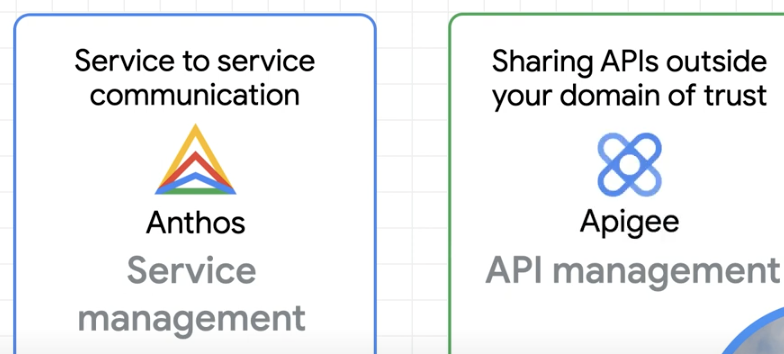 Service to service
communication
Anthos
Service
management
Sharing APIs outside
your domain of trust
Apigee
API management